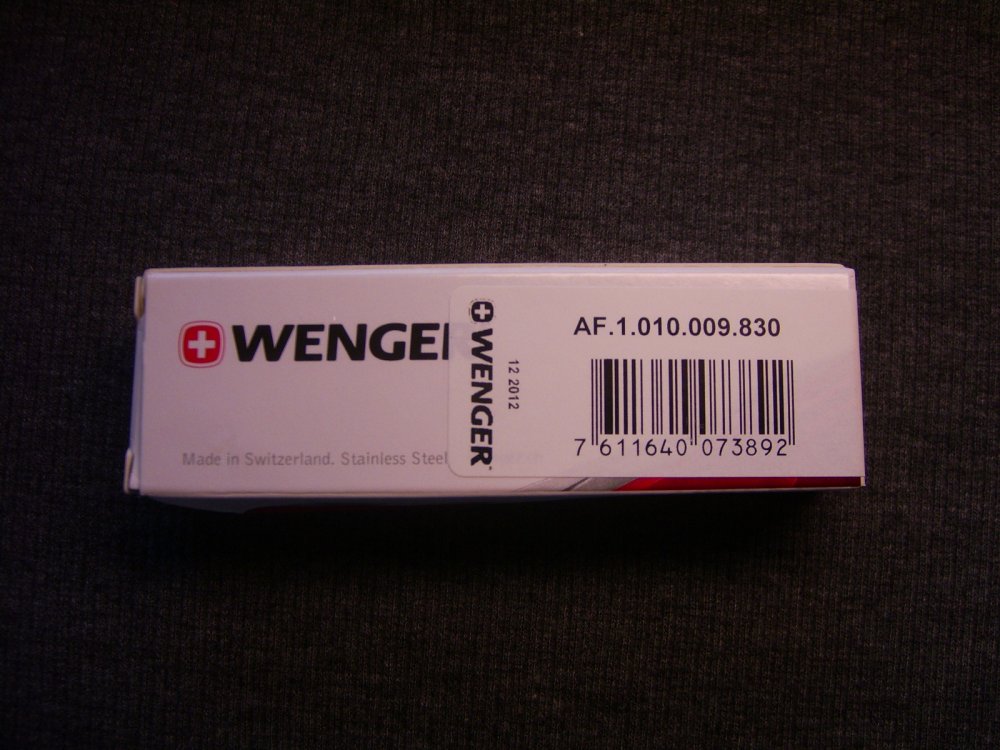 WENGER
Made in Switzerland. Stainless Steel
WENGER
12 2012
AF.1.010.009.830
7 611640 073892